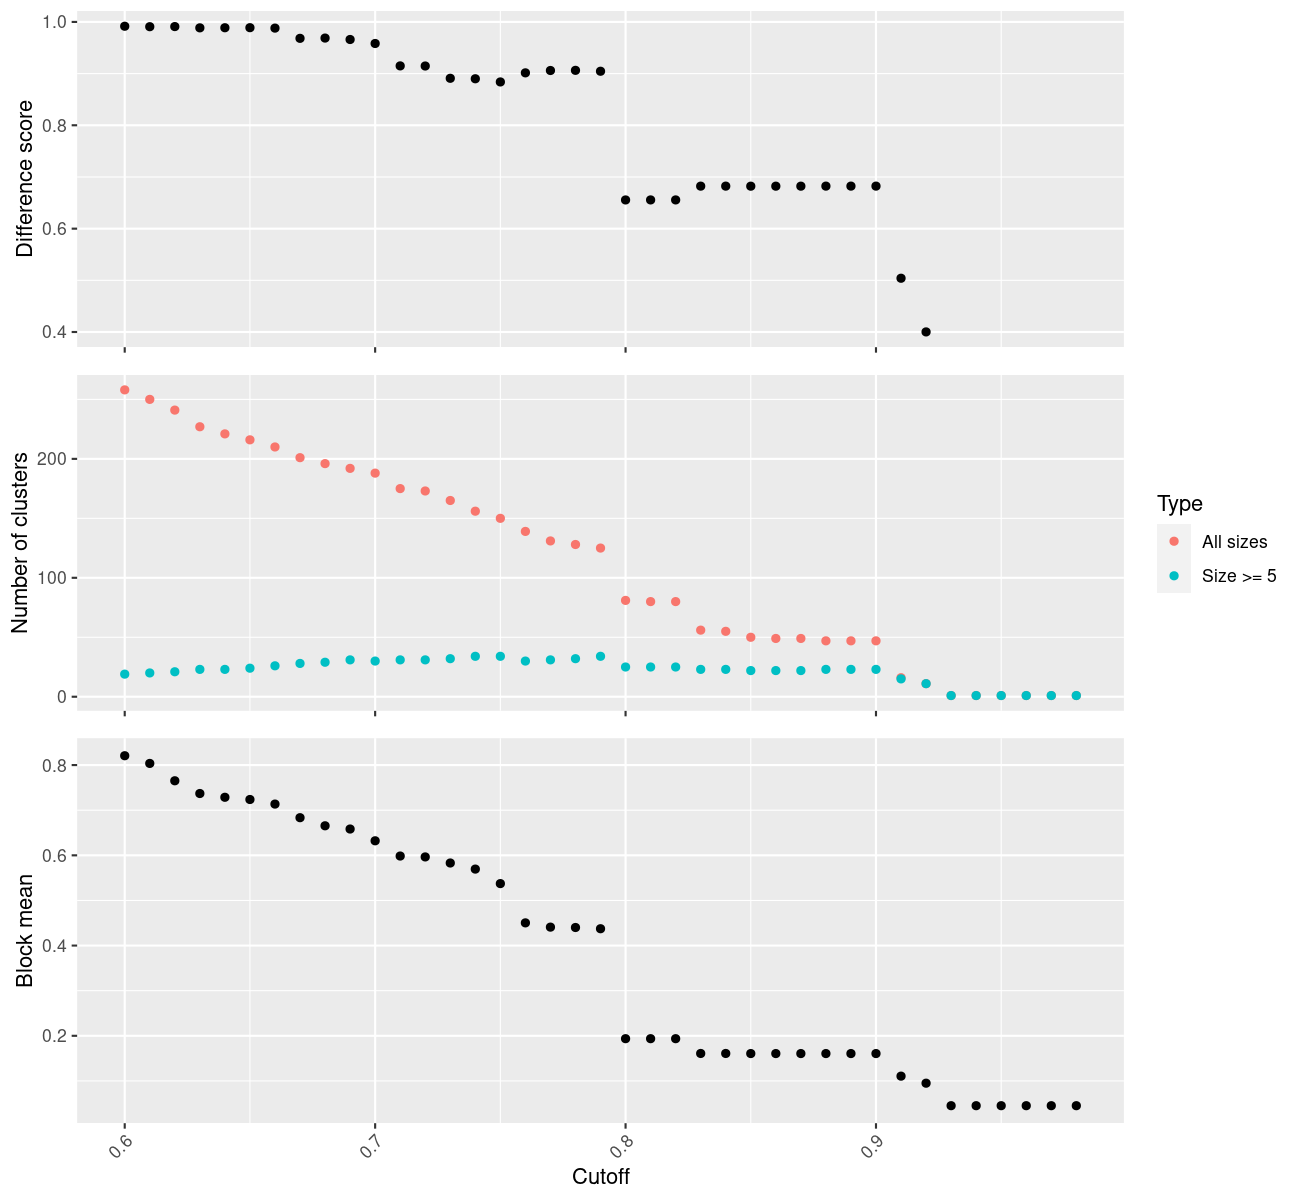 1.0
0.8
0.6
0.4
Difference score
200
100
0
Number of clusters
Type
All sizes
Size >= 5
0.8
0.6
0.4
0.2
Block mean
0.6
0.7
0.8
0.9
Cutoff